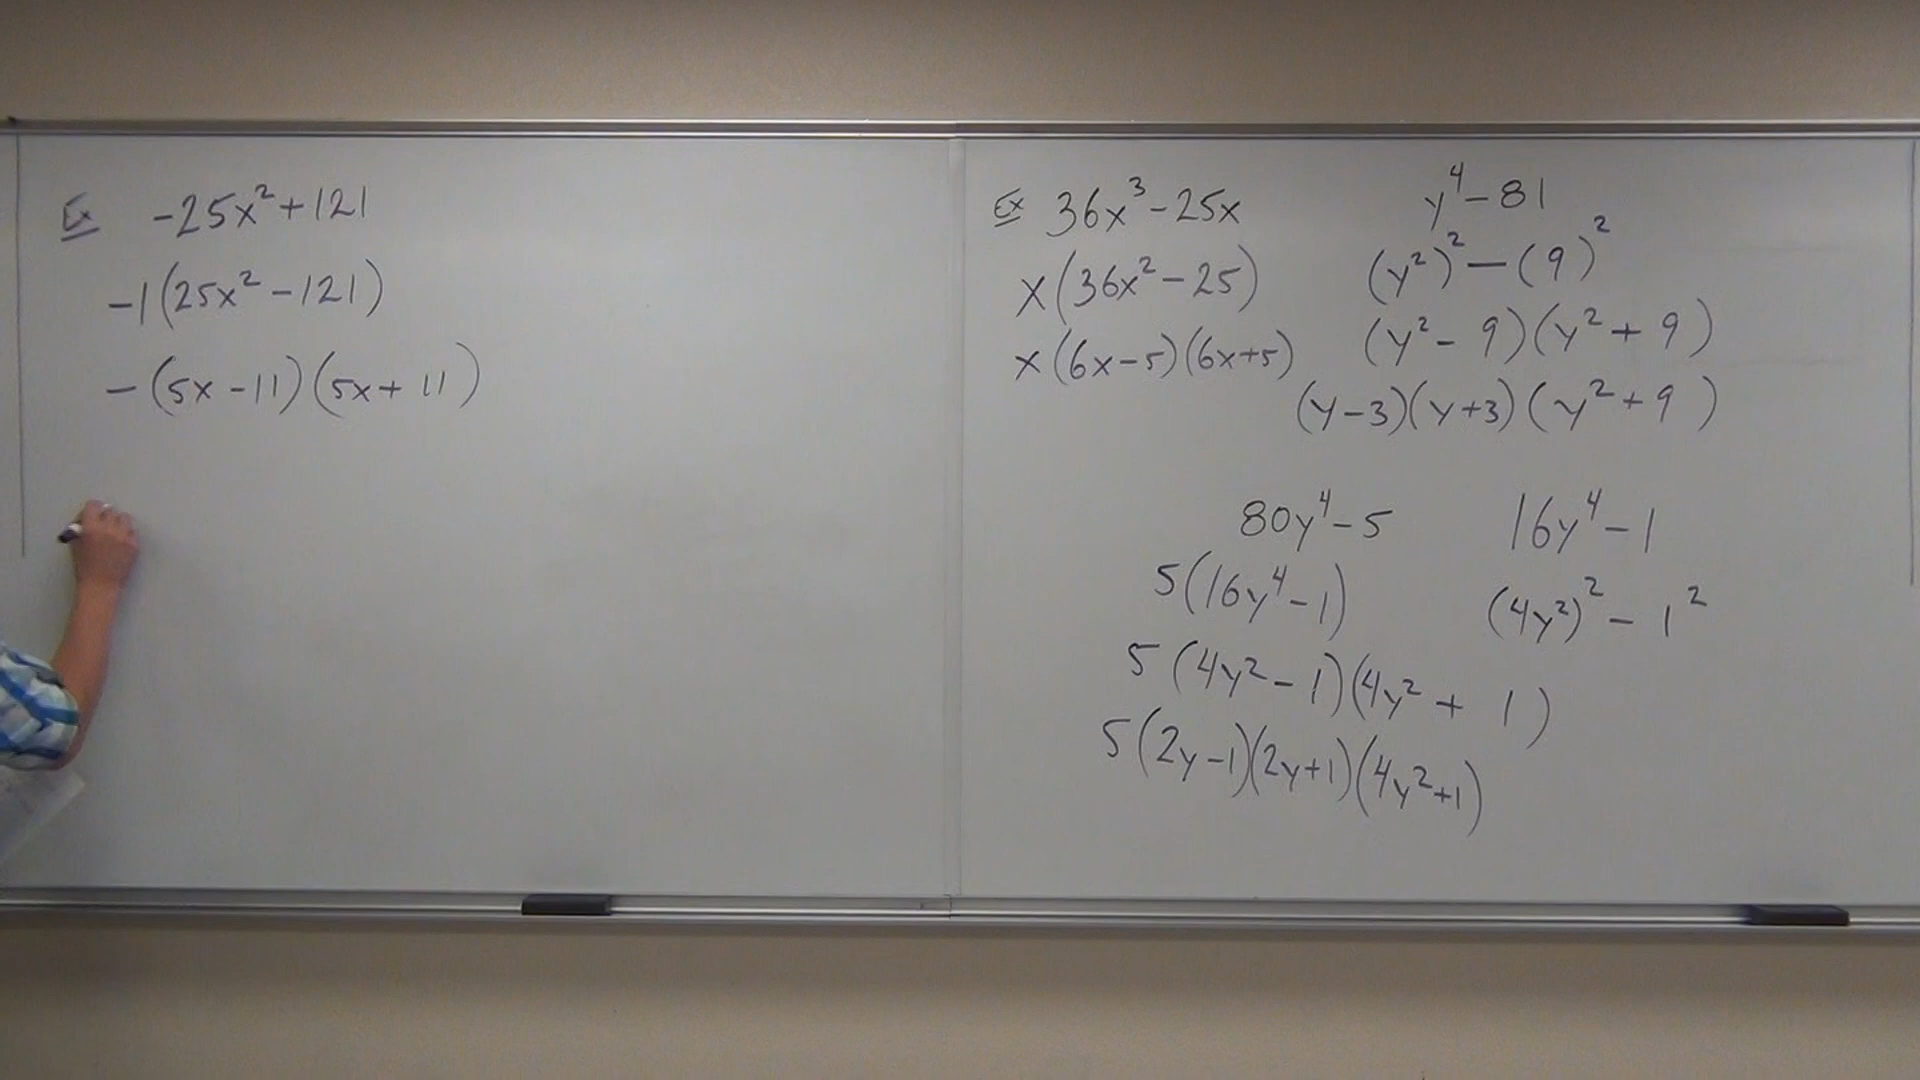 Ex -25x²+121
-1(25x²-121)
-(5x-11)(5x+11)
Ex 36x³-25x
x(36x²-25)
x(6x-5)(6x+5)
y⁴-81
(y²)²-(9)²
(y²-9)(y²+9)
(y-3)(y+3)(y²+9)
80y⁴-5
5(16y⁴-1)
5(4y²-1)(4y²+1)
5(2y-1)(2y+1)(4y²+1)
16y⁴-1
(4y²)²-1²